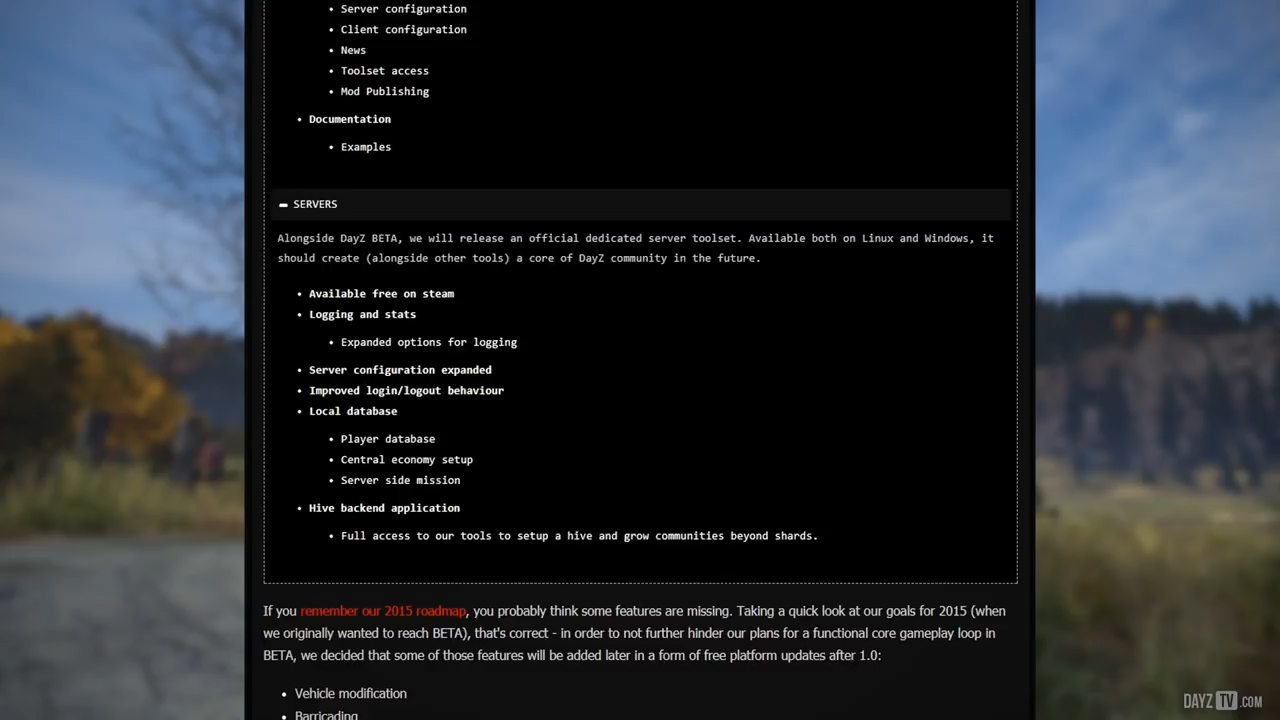 Server configuration
Client configuration
News
Toolset access
Mod Publishing
Documentation
Examples
SERVERS
Alongside DayZ BETA, we will release an official dedicated server toolset. Available both on Linux and Windows, it
should create (alongside other tools) a core of DayZ community in the future.
Available free on steam
Logging and stats
Expanded options for logging
Server configuration expanded
Improved login/logout behaviour
Local database
Player database
Central economy setup
Server side mission
Hive backend application
Full access to our tools to setup a hive and grow communities beyond shards.
If you remember our 2015 roadmap, you probably think some features are missing. Taking a quick look at our goals for 2015 (when
we originally wanted to reach BETA), that's correct - in order to not further hinder our plans for a functional core gameplay loop in
BETA, we decided that some of those features will be added later in a form of free platform updates after 1.0:
Vehicle modification
Barricading
DAYZ TV .COM